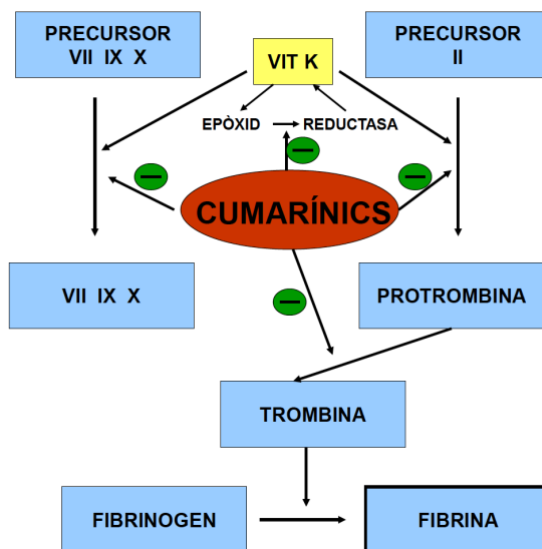 PRECURSOR
VII IX X
VIT K
PRECURSOR
II
EPÒXID
REDUCTASA
CUMARÍNICS
VII IX X
PROTROMBINA
TROMBINA
FIBRINOGEN
FIBRINA